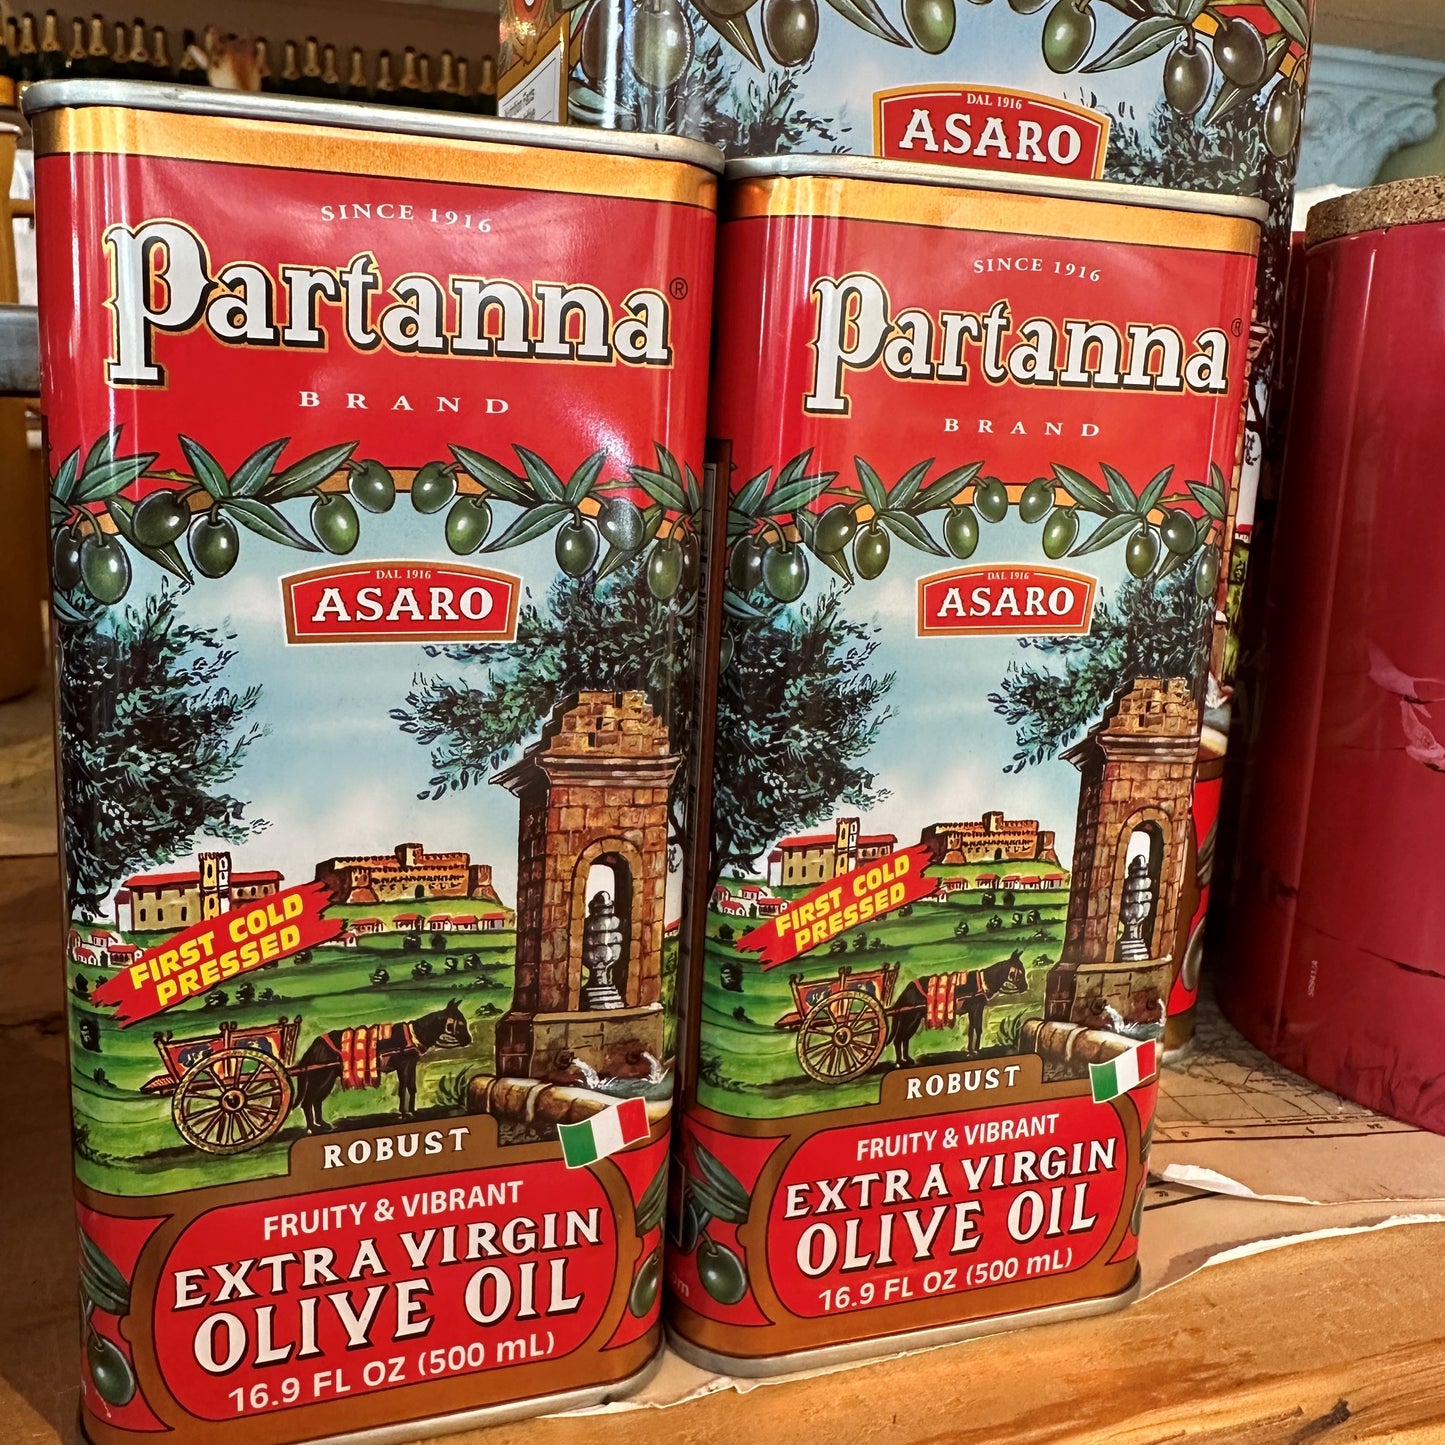 SINCE 1916
Partanna®
BRAND
DAL 1916
ASARO
FIRST COLD
PRESSED
ROBUST
FRUITY & VIBRANT
EXTRA VIRGIN
OLIVE OIL
16.9 FL OZ (500 mL)
DAL 1916
ASARO
SINCE 1916
Partanna®
BRAND
DAL 1916
ASARO
FIRST COLD
PRESSED
ROBUST
FRUITY & VIBRANT
EXTRA VIRGIN
OLIVE OIL
16.9 FL OZ (500 mL)